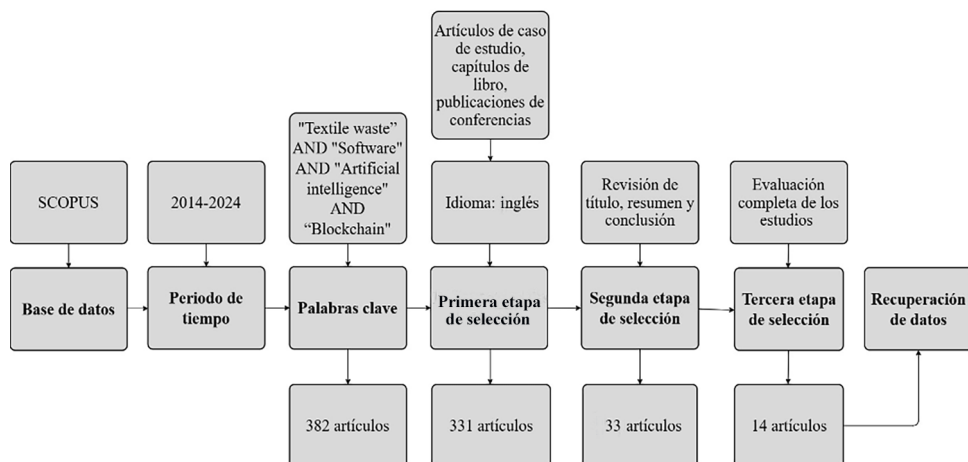 Artículos de caso
de estudio,
capítulos de
libro,
publicaciones de
conferencias
"Textile waste”
AND "Software"
AND "Artificial
intelligence"
AND
“Blockchain"
SCOPUS
2014-2024
Idioma: inglés
Revisión de
título, resumen y
conclusión
Evaluación
completa de los
estudios
Base de datos
Periodo de
tiempo
Palabras clave
Primera etapa
de selección
Segunda etapa
de selección
Tercera etapa
de selección
Recuperación
de datos
382 artículos
331 artículos
33 artículos
14 artículos